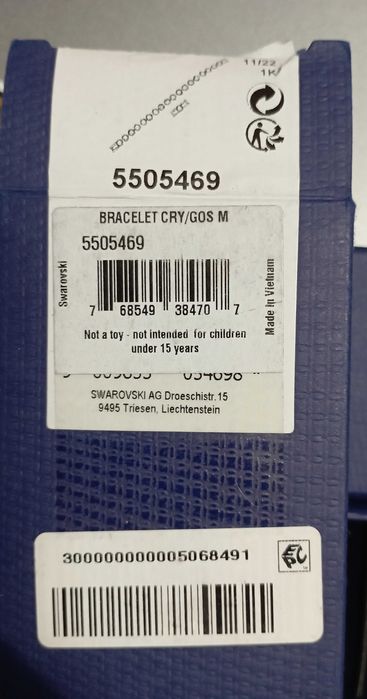 11/22
1K
5505469
BRACELET CRY/GOS M
5505469
Swarovski
Made in Vietnam
7 68549 38470 7
Not a toy - not intended for children
under 15 years
SWAROVSKI AG Droeschistr.15
9495 Triesen, Liechtenstein
300000000005068491
EPC